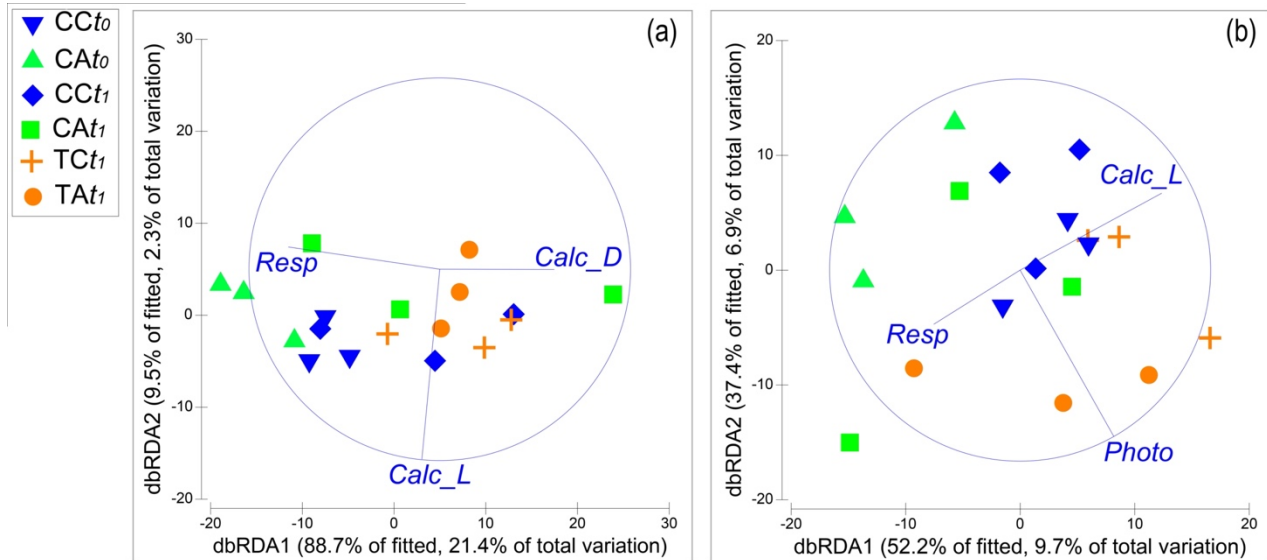 CCt0
CAt0
CCt1
CAt1
TCt1
TAt1
(a)
30
20
10
0
-10
-20
dbRDA2 (9.5% of fitted, 2.3% of total variation)
Resp
Calc_D
Calc_L
-20
-10
0
10
20
30
dbRDA1 (88.7% of fitted, 21.4% of total variation)
(b)
20
10
0
-10
-20
dbRDA2 (37.4% of fitted, 6.9% of total variation)
Calc_L
Resp
Photo
-20
-10
0
10
20
dbRDA1 (52.2% of fitted, 9.7% of total variation)